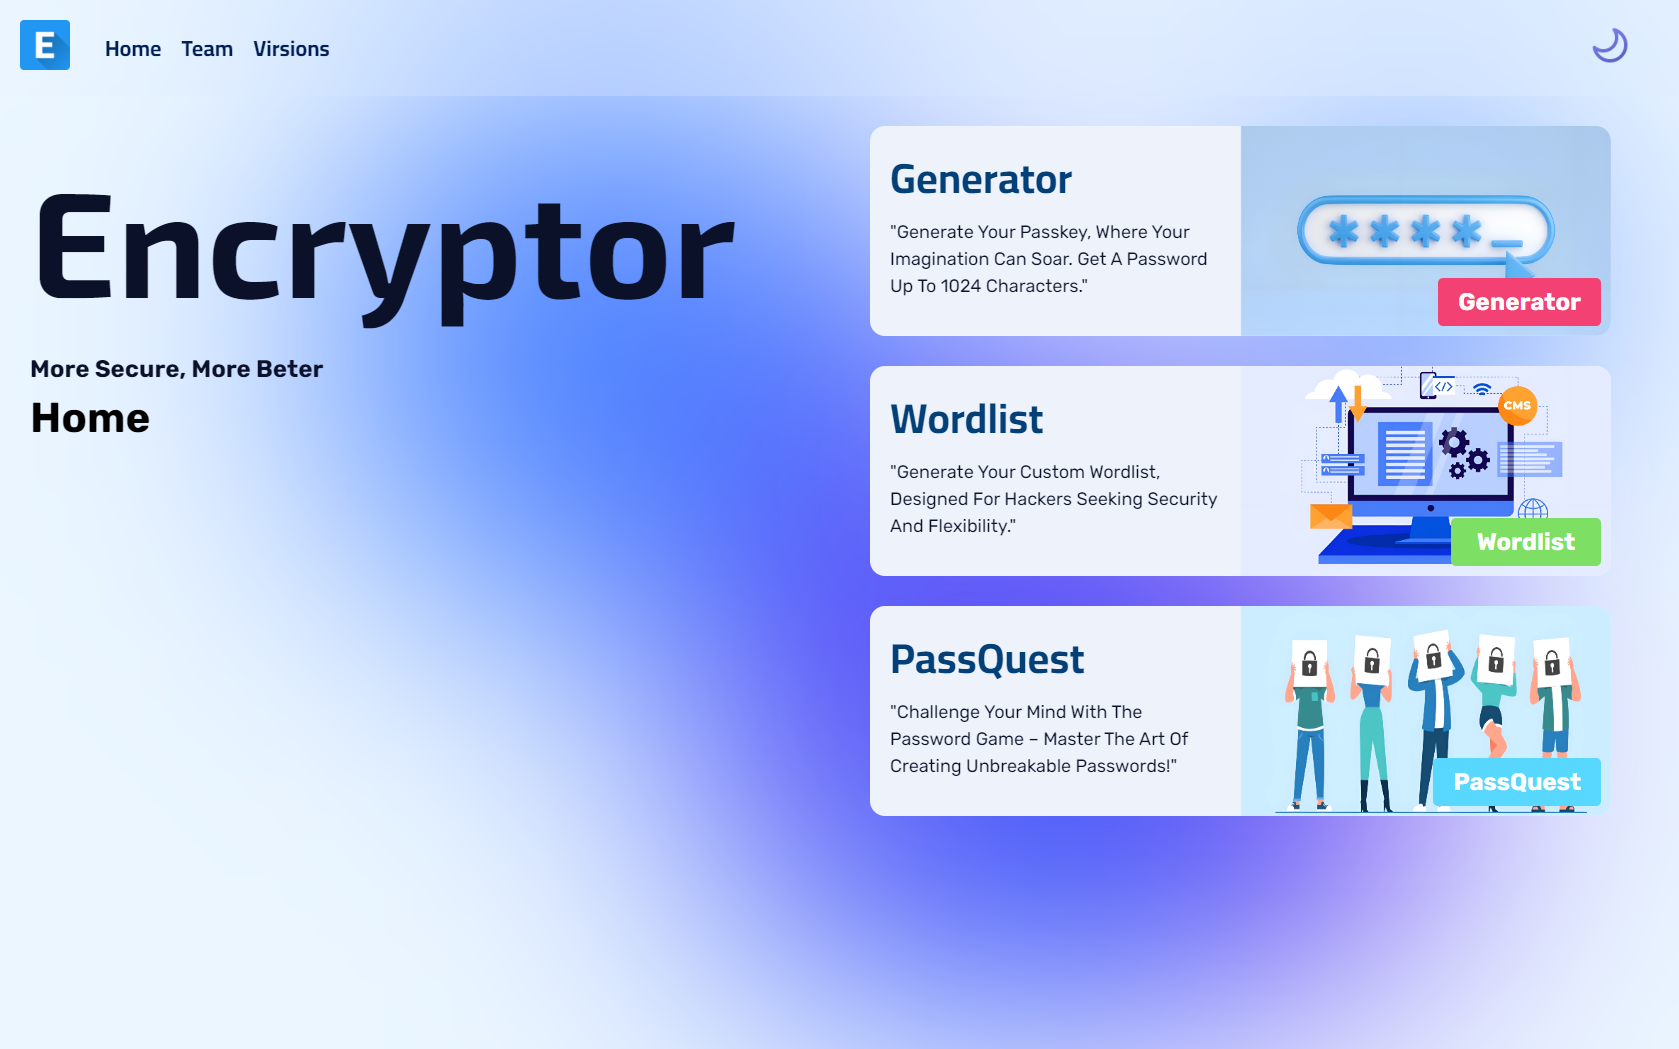 E
Home Team Virsions
Encryptor
More Secure, More Beter
Home
Generator
"Generate Your Passkey, Where Your
Imagination Can Soar. Get A Password
Up To 1024 Characters."
* * * * _
Generator
Wordlist
"Generate Your Custom Wordlist,
Designed For Hackers Seeking Security
And Flexibility."
</>
CMS
Wordlist
PassQuest
"Challenge Your Mind With The
Password Game – Master The Art Of
Creating Unbreakable Passwords!"
PassQuest